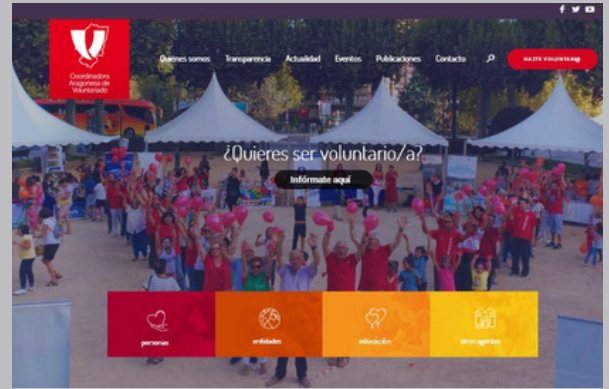 Coordinadora
Aragonesa de
Voluntariado
Quiénes somos
Transparencia
Actualidad
Eventos
Publicaciones
Contacto
HAZTE VOLUNTARI@
¿Quieres ser voluntario/a?
Infórmate aquí
personas
entidades
educación
otros agentes